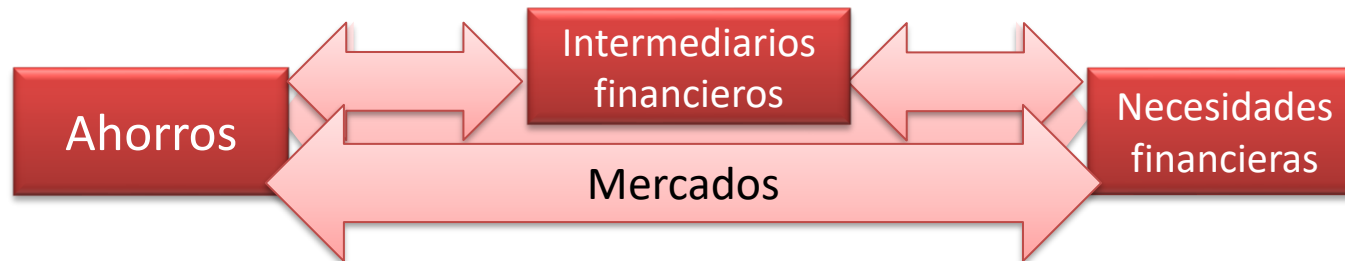 Intermediarios
financieros
Ahorros
Necesidades
financieras
Mercados